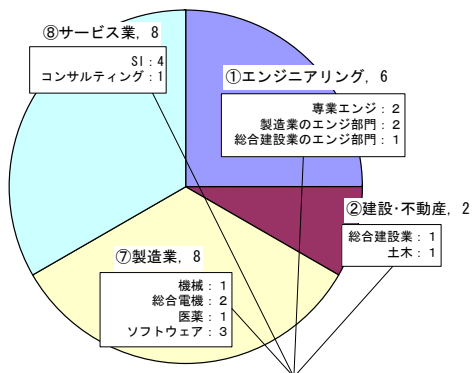 ⑧サービス業, 8
SI：4
コンサルティング：1
①エンジニアリング, 6
専業エンジ：2
製造業のエンジ部門：2
総合建設業のエンジ部門：1
②建設・不動産, 2
総合建設業：1
土木：1
⑦製造業, 8
機械：1
総合電機：2
医薬：1
ソフトウェア：3